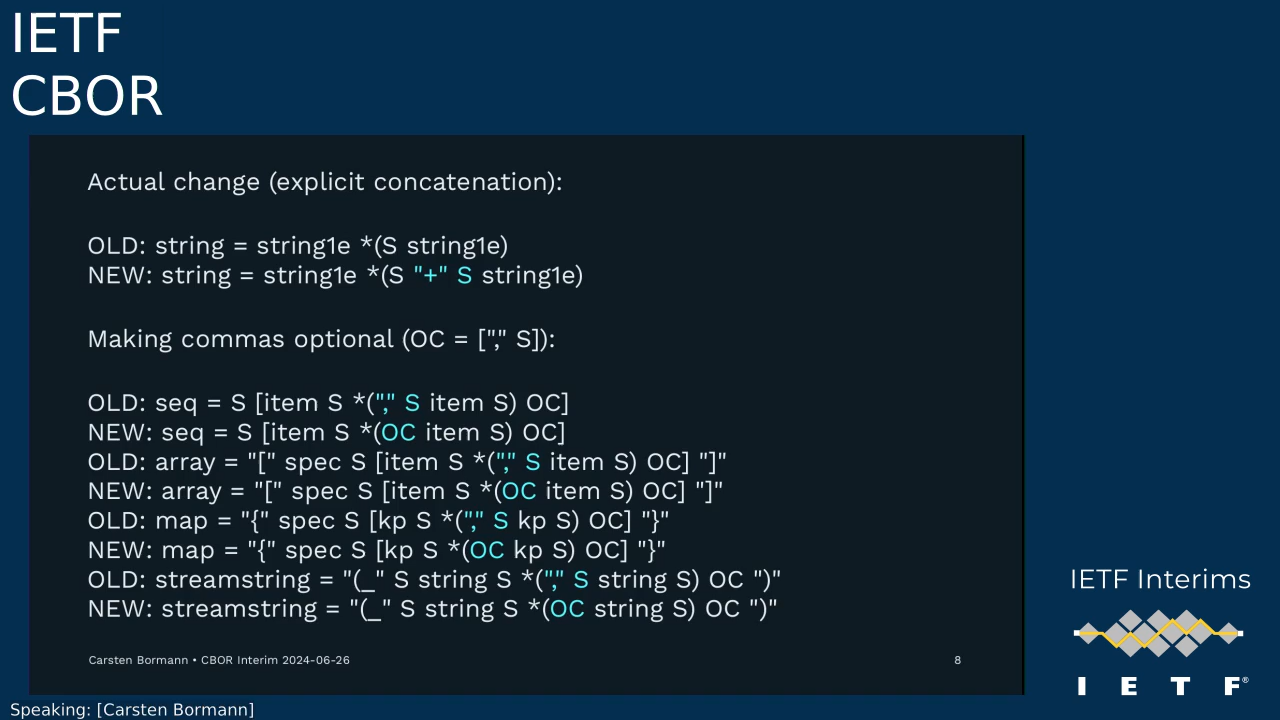 IETF
CBOR
Actual change (explicit concatenation):
OLD: string = string1e *(S string1e)
NEW: string = string1e *(S "+" S string1e)
Making commas optional (OC = ["," S]):
OLD: seq = S [item S *("," S item S) OC]
NEW: seq = S [item S *(OC item S) OC]
OLD: array = "[" spec S [item S *("," S item S) OC] "]"
NEW: array = "[" spec S [item S *(OC item S) OC] "]"
OLD: map = "{" spec S [kp S *("," S kp S) OC] "}"
NEW: map = "{" spec S [kp S *(OC kp S) OC] "}"
OLD: streamstring = "(_" S string S *("," S string S) OC ")"
NEW: streamstring = "(_" S string S *(OC string S) OC ")"
Carsten Bormann • CBOR Interim 2024-06-26
8
IETF Interims
I E T F®
Speaking: [Carsten Bormann]